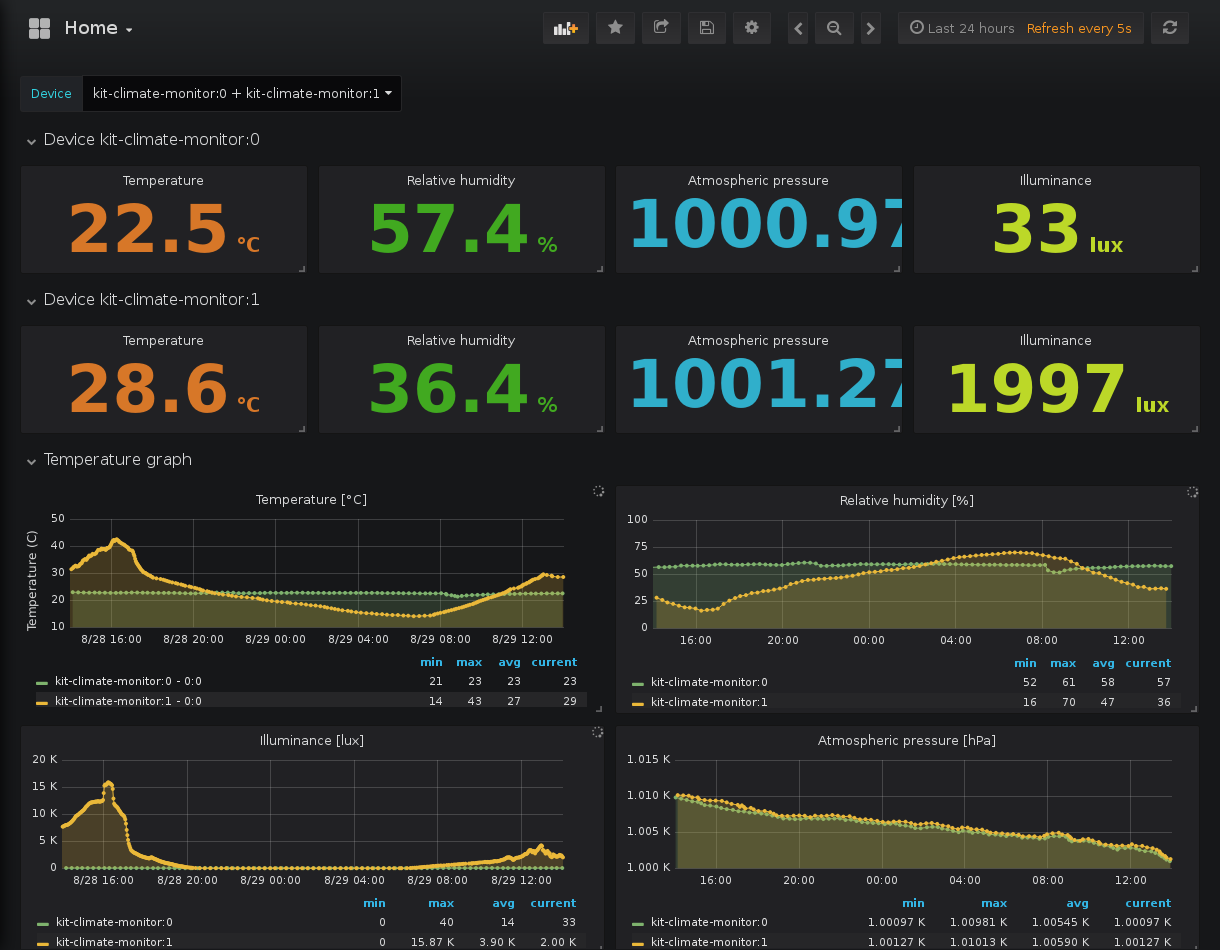 Home
Last 24 hours Refresh every 5s
Device kit-climate-monitor:0 + kit-climate-monitor:1
Device kit-climate-monitor:0
Temperature Relative humidity Atmospheric pressure Illuminance
22.5 °C 57.4 % 1000.97 33 lux
Device kit-climate-monitor:1
Temperature Relative humidity Atmospheric pressure Illuminance
28.6 °C 36.4 % 1001.27 1997 lux
Temperature graph
Temperature [°C]
Temperature (C)
50
40
30
20
10
8/28 16:00 8/28 20:00 8/29 00:00 8/29 04:00 8/29 08:00 8/29 12:00
min max avg current
kit-climate-monitor:0 - 0:0 21 23 23 23
kit-climate-monitor:1 - 0:0 14 43 27 29
Relative humidity [%]
100
75
50
25
0
16:00 20:00 00:00 04:00 08:00 12:00
min max avg current
kit-climate-monitor:0 52 61 58 57
kit-climate-monitor:1 16 70 47 36
Illuminance [lux]
20 K
15 K
10 K
5 K
0
8/28 16:00 8/28 20:00 8/29 00:00 8/29 04:00 8/29 08:00 8/29 12:00
min max avg current
kit-climate-monitor:0 0 40 14 33
kit-climate-monitor:1 0 15.87 K 3.90 K 2.00 K
Atmospheric pressure [hPa]
1.015 K
1.010 K
1.005 K
1.000 K
16:00 20:00 00:00 04:00 08:00 12:00
min max avg current
kit-climate-monitor:0 1.00097 K 1.00981 K 1.00545 K 1.00097 K
kit-climate-monitor:1 1.00127 K 1.01013 K 1.00590 K 1.00127 K